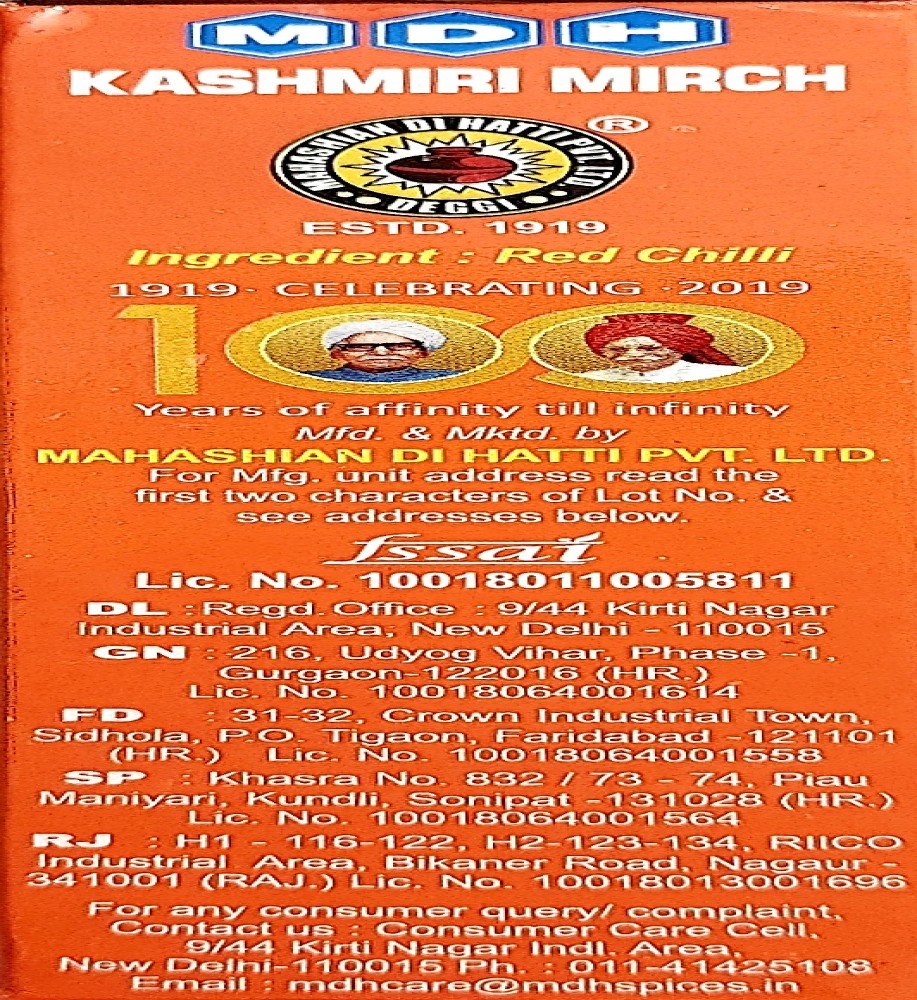 MDH
KASHMIRI MIRCH
MAHASHIAN DI HATTI PVT. LTD.
DEGGI
®
ESTD. 1919
Ingredient : Red Chilli
1919 · CELEBRATING · 2019
100
Years of affinity till infinity
Mfd. & Mktd. by
MAHASHIAN DI HATTI PVT. LTD.
For Mfg. unit address read the
first two characters of Lot No. &
see addresses below.
fssai
Lic. No. 10018011005811
DL : Regd. Office : 9/44 Kirti Nagar
Industrial Area, New Delhi - 110015
GN : 216, Udyog Vihar, Phase -1,
Gurgaon-122016 (HR.)
Lic. No. 10018064001614
FD : 31-32, Crown Industrial Town,
Sidhola, P.O. Tigaon, Faridabad -121101
(HR.) Lic. No. 10018064001558
SP : Khasra No. 832 / 73 - 74, Piau
Maniyari, Kundli, Sonipat -131028 (HR.)
Lic. No. 10018064001564
RJ : H1 - 116-122, H2-123-134, RIICO
Industrial Area, Bikaner Road, Nagaur -
341001 (RAJ.) Lic. No. 10018013001696
For any consumer query/ complaint,
Contact us : Consumer Care Cell,
9/44 Kirti Nagar Indl. Area,
New Delhi-110015 Ph. : 011-41425108
Email : mdhcare@mdhspices.in